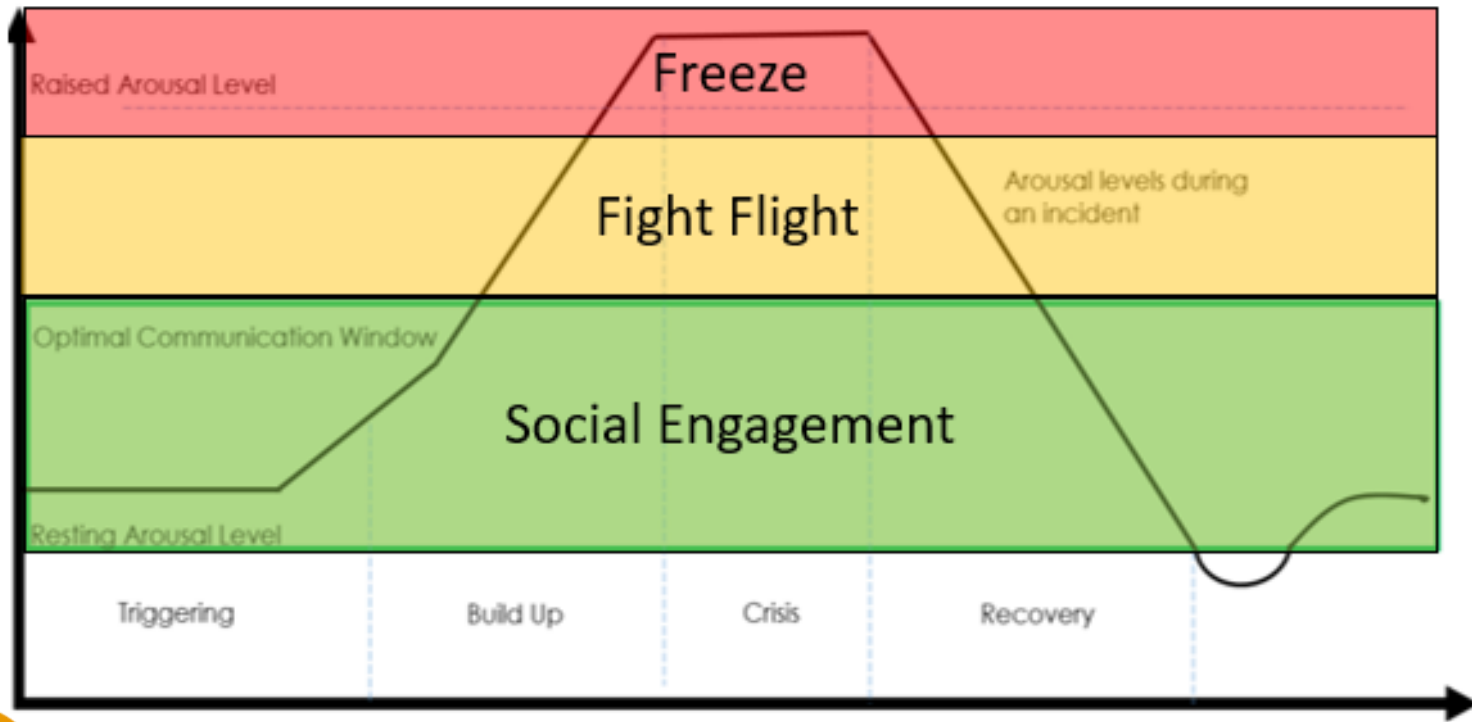 Raised Arousal Level
Freeze
Arousal levels during
an incident
Fight Flight
Optimal Communication Window
Social Engagement
Resting Arousal Level
Triggering
Build Up
Crisis
Recovery